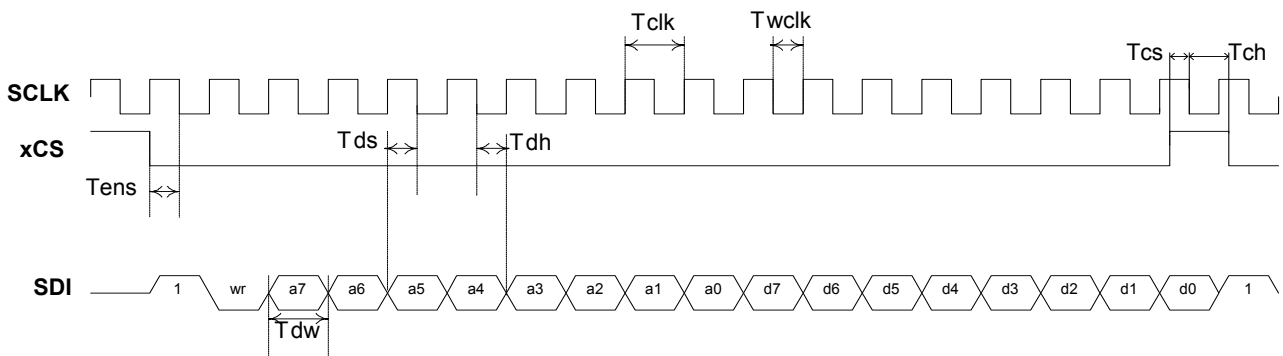 Tclk Twclk
Tcs Tch
SCLK
xCS
Tds Tdh
Tens
SDI 1 wr a7 a6 a5 a4 a3 a2 a1 a0 d7 d6 d5 d4 d3 d2 d1 d0 1
Tdw